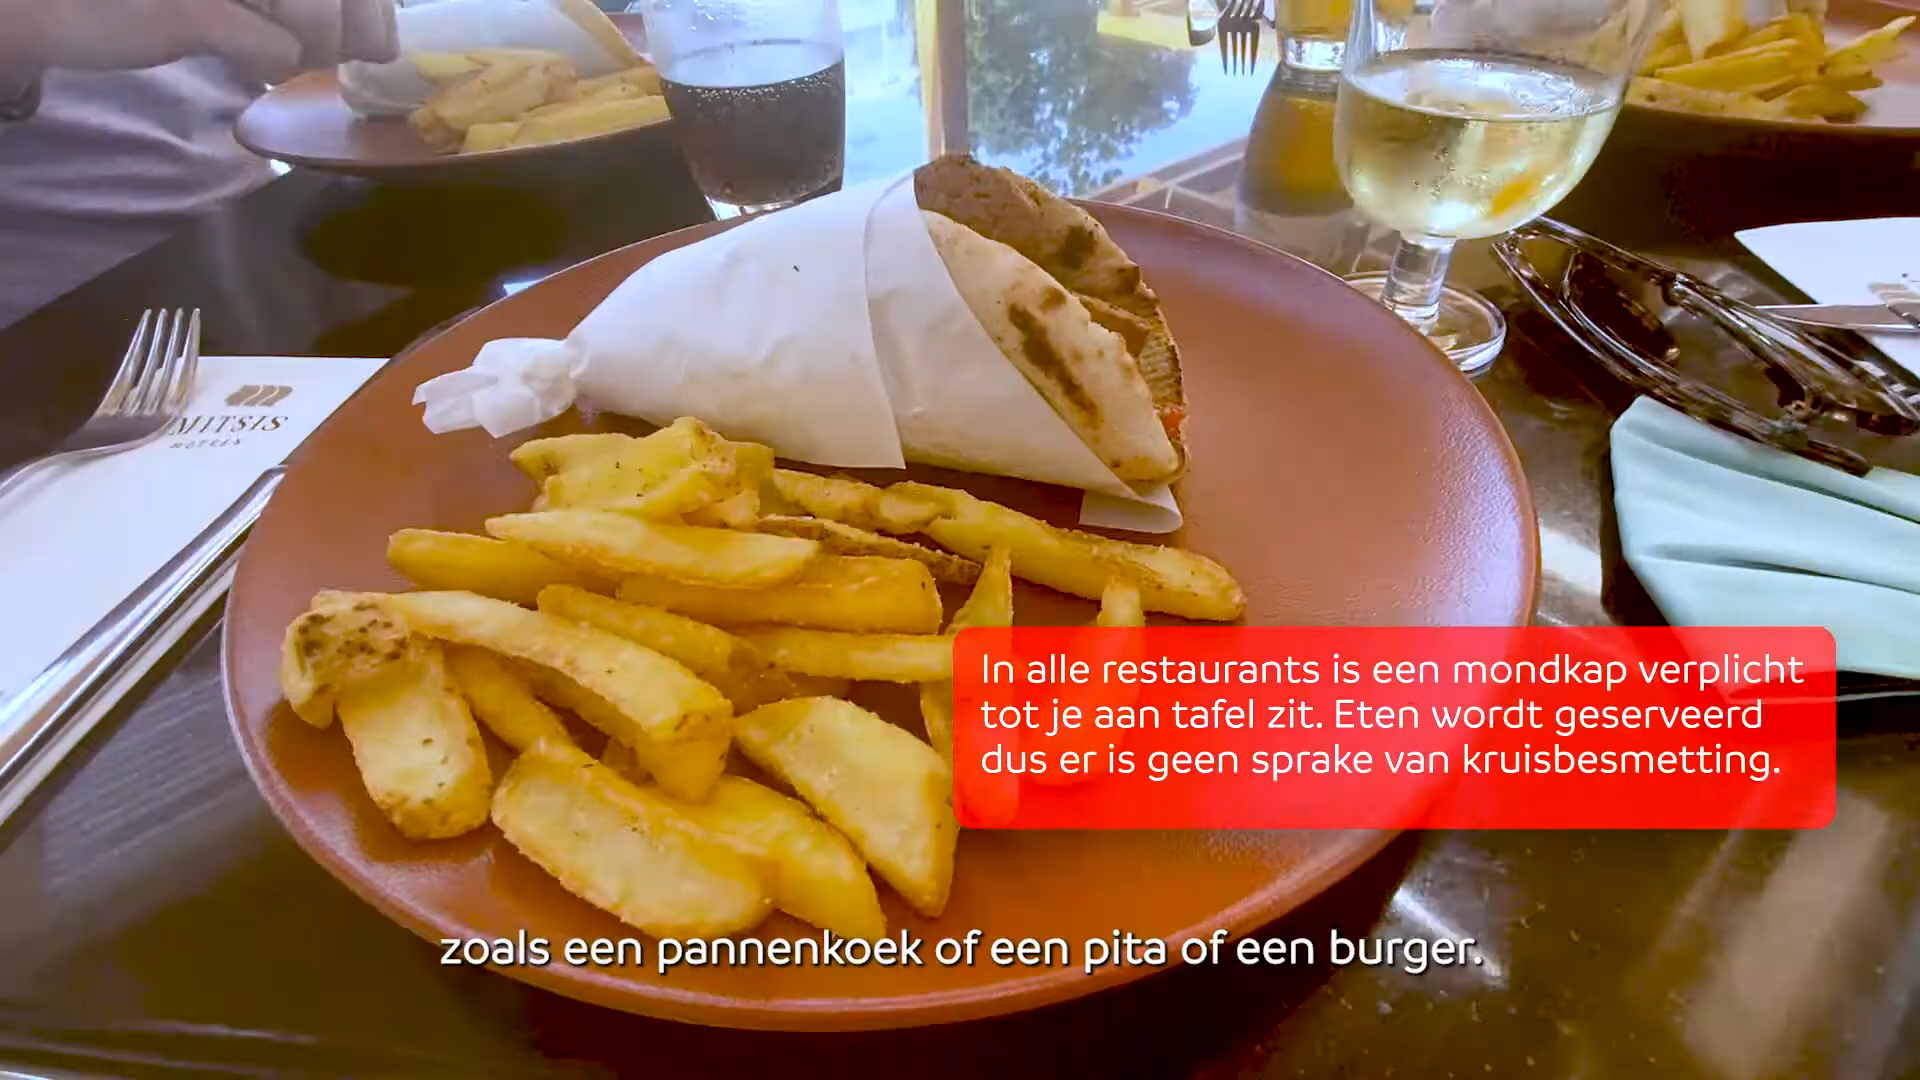 MITSIS
HOTELS
In alle restaurants is een mondkap verplicht
tot je aan tafel zit. Eten wordt geserveerd
dus er is geen sprake van kruisbesmetting.
zoals een pannenkoek of een pita of een burger.